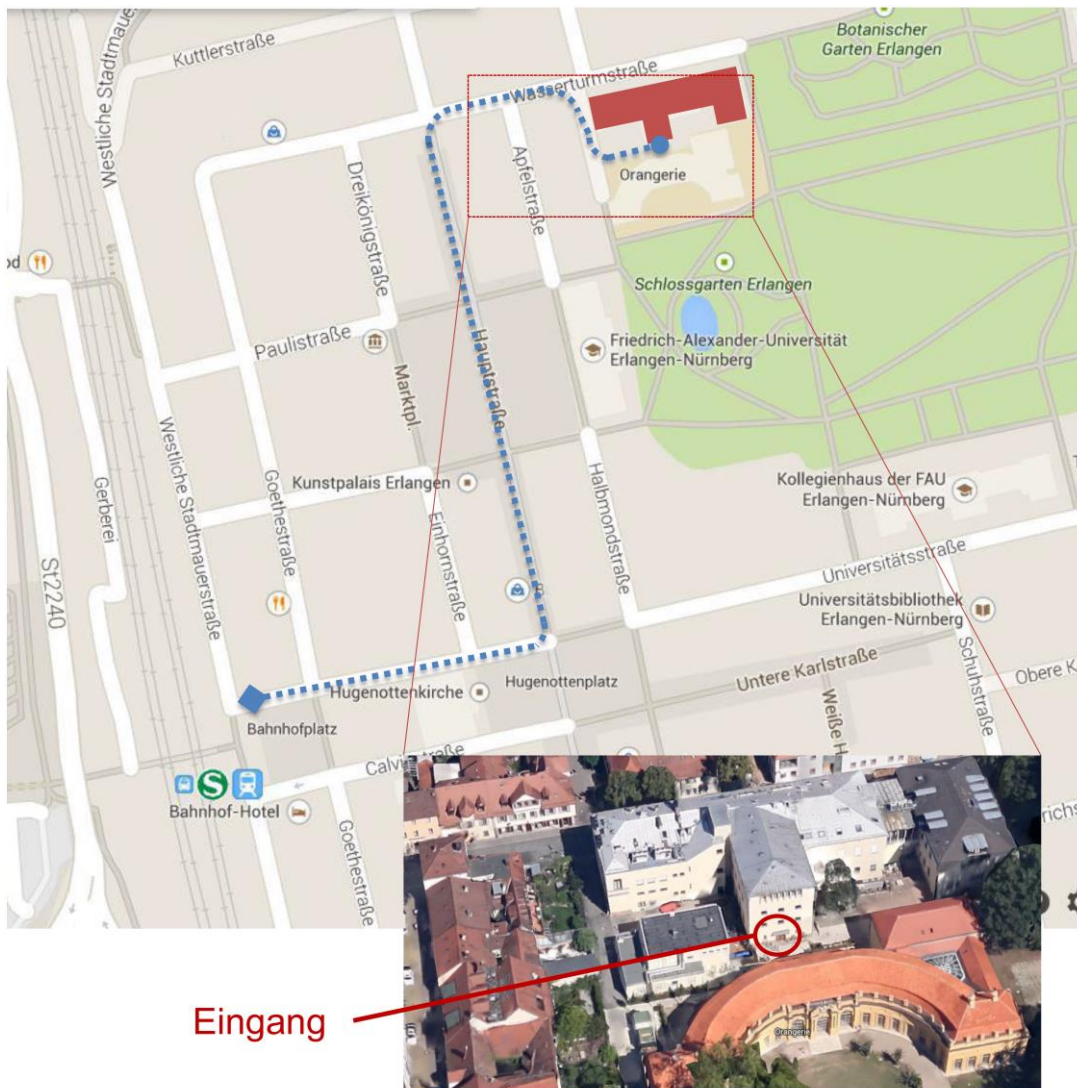 Botanischer
Garten Erlangen
Kuttlerstraße
Wasserturmstraße
Westliche Stadtmauer
Dreikönigstraße
Apfelstraße
Orangerie
Schlossgarten Erlangen
Paulistraße
Hauptstraße
Friedrich-Alexander-Universität
Erlangen-Nürnberg
Marktpl.
Westliche Stadtmauerstraße
Gerberei
Goethestraße
Kunstpalais Erlangen
Einhornstraße
Halbmondstraße
Kollegienhaus der FAU
Erlangen-Nürnberg
St2240
Universitätsstraße
Universitätsbibliothek
Erlangen-Nürnberg
Schuhstraße
Untere Karlstraße
Obere K
Weiße H
Hugenottenkirche
Hugenottenplatz
Bahnhofplatz
S
Bahnhof-Hotel
Goethestraße
Eingang
Orangerie